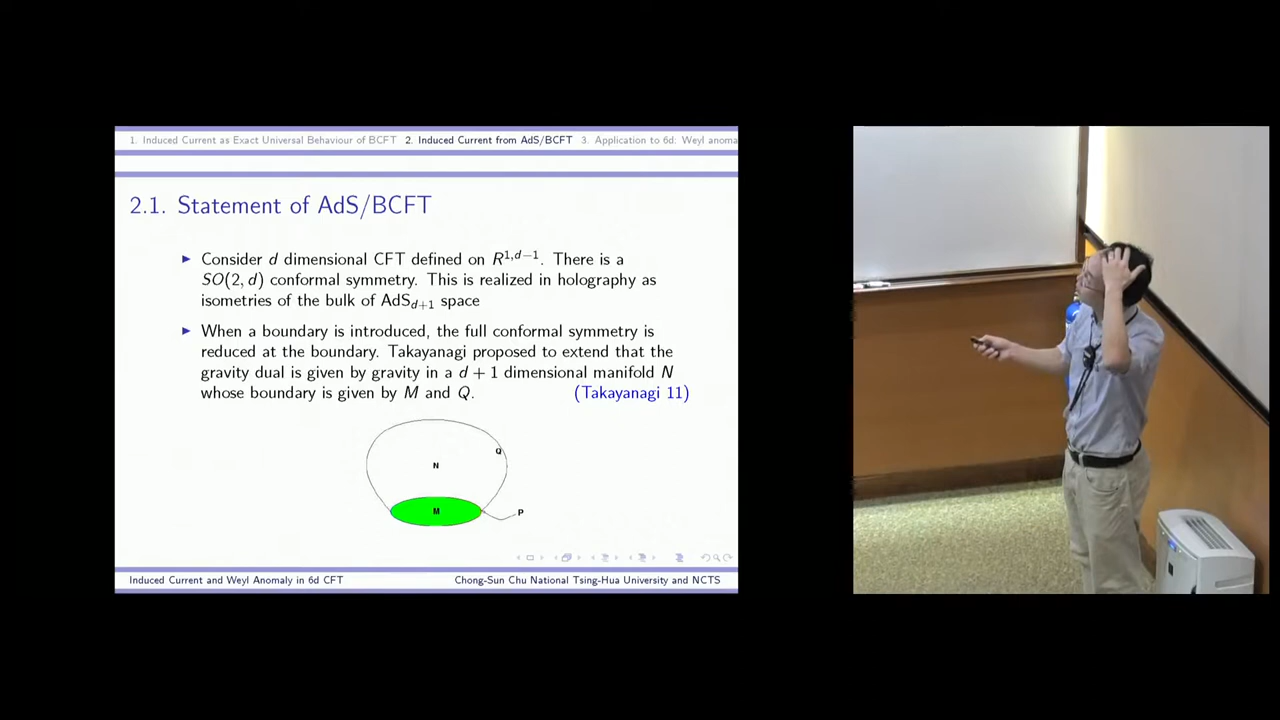 1. Induced Current as Exact Universal Behaviour of BCFT 2. Induced Current from AdS/BCFT 3. Application to 6d: Weyl anoma
2.1. Statement of AdS/BCFT
▶ Consider d dimensional CFT defined on R^{1,d−1}. There is a
SO(2, d) conformal symmetry. This is realized in holography as
isometries of the bulk of AdS_{d+1} space
▶ When a boundary is introduced, the full conformal symmetry is
reduced at the boundary. Takayanagi proposed to extend that the
gravity dual is given by gravity in a d + 1 dimensional manifold N
whose boundary is given by M and Q. (Takayanagi 11)
Q
N
M
P
Induced Current and Weyl Anomaly in 6d CFT Chong-Sun Chu National Tsing-Hua University and NCTS